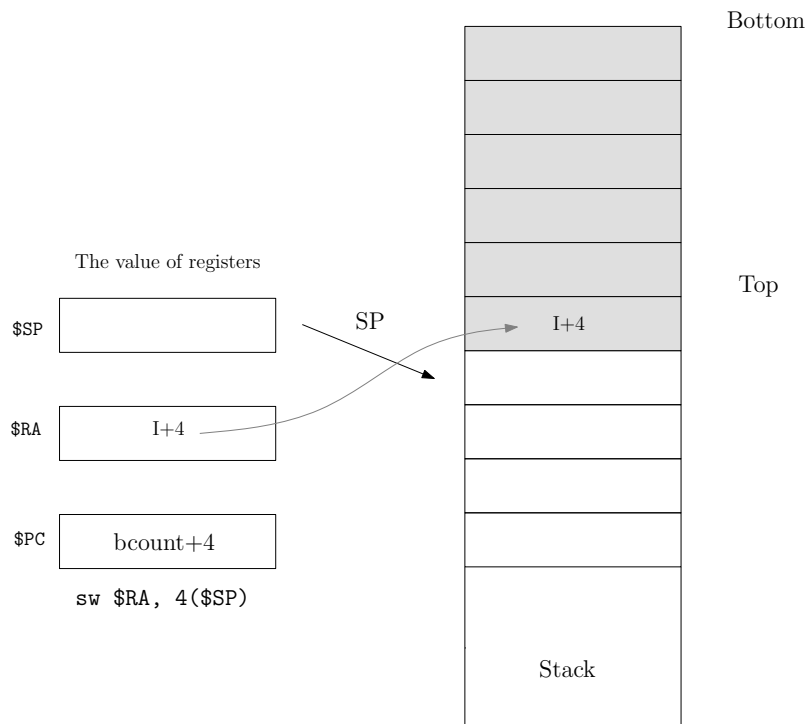 Bottom
The value of registers
Top
$SP
SP
I+4
$RA
I+4
$PC
bcount+4
sw $RA, 4($SP)
Stack